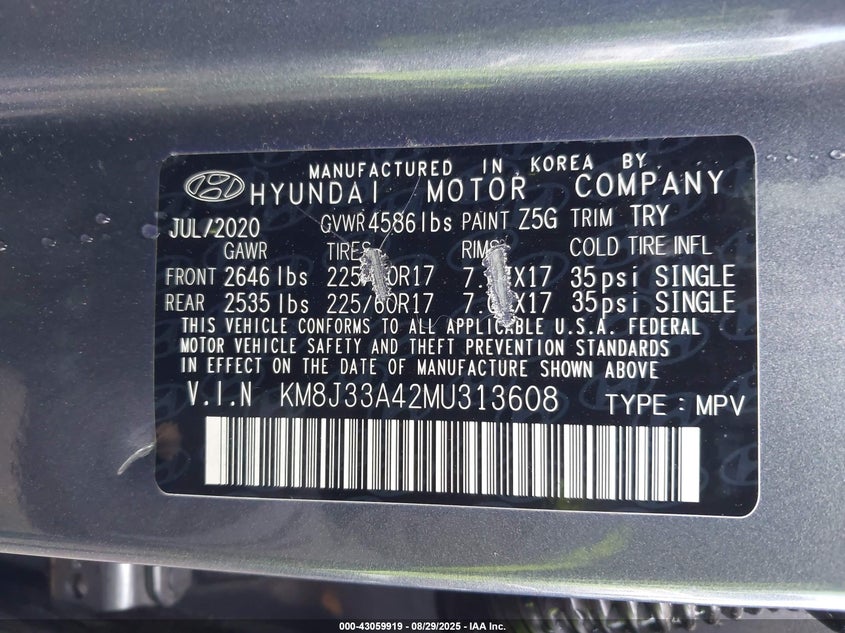 MANUFACTURED IN KOREA BY
HYUNDAI MOTOR COMPANY
JUL/2020 GVWR 4586 lbs PAINT Z5G TRIM TRY
GAWR TIRES RIMS COLD TIRE INFL
FRONT 2646 lbs R17 X17 35psi SINGLE
REAR 2535 lbs 225/60R17 X17 35psi SINGLE
THIS VEHICLE CONFORMS TO ALL APPLICABLE U.S.A. FEDERAL
MOTOR VEHICLE SAFETY AND THEFT PREVENTION STANDARDS
IN EFFECT ON THE DATE OF MANUFACTURE SHOWN ABOVE
V.I.N KM8J33A42MU313608 TYPE : MPV
000-43059919 - 08/29/2025 - IAA Inc.